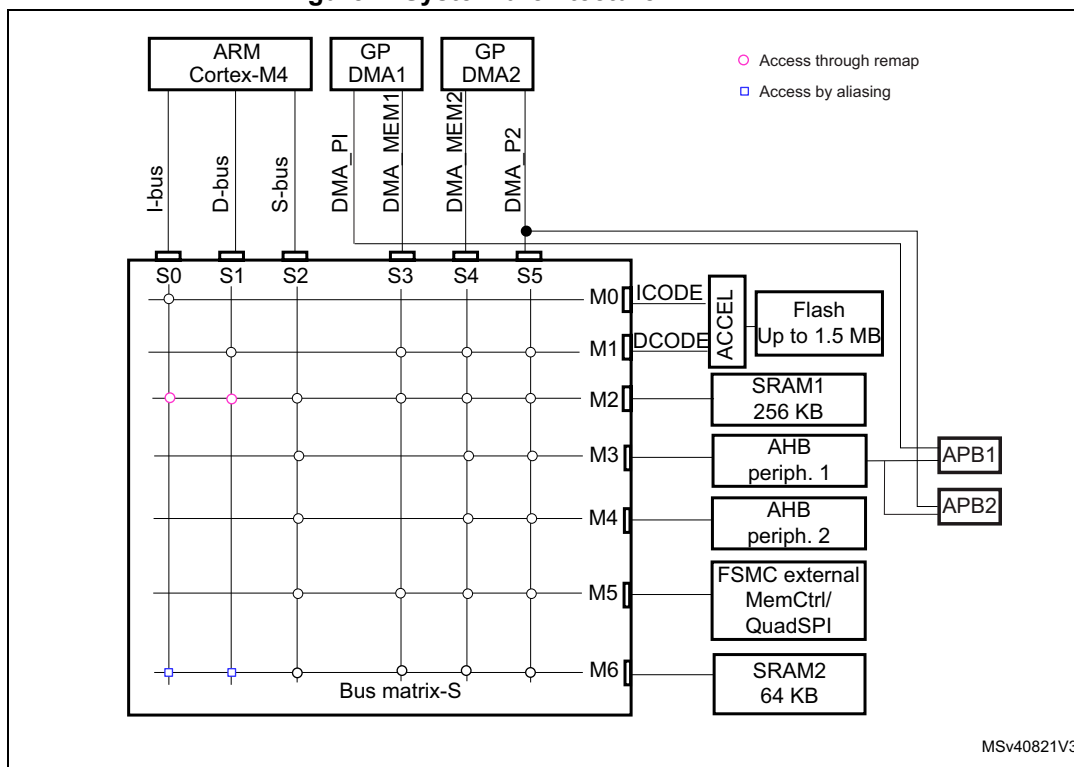 ARM
Cortex-M4
GP
DMA1
GP
DMA2
Access through remap
Access by aliasing
I-bus
D-bus
S-bus
DMA_PI
DMA_MEM1
DMA_MEM2
DMA_P2
S0 S1 S2 S3 S4 S5
M0 ICODE
M1 DCODE
ACCEL
Flash
Up to 1.5 MB
M2
SRAM1
256 KB
M3
AHB
periph. 1
APB1
APB2
M4
AHB
periph. 2
M5
FSMC external
MemCtrl/
QuadSPI
M6
SRAM2
64 KB
Bus matrix-S
MSv40821V3